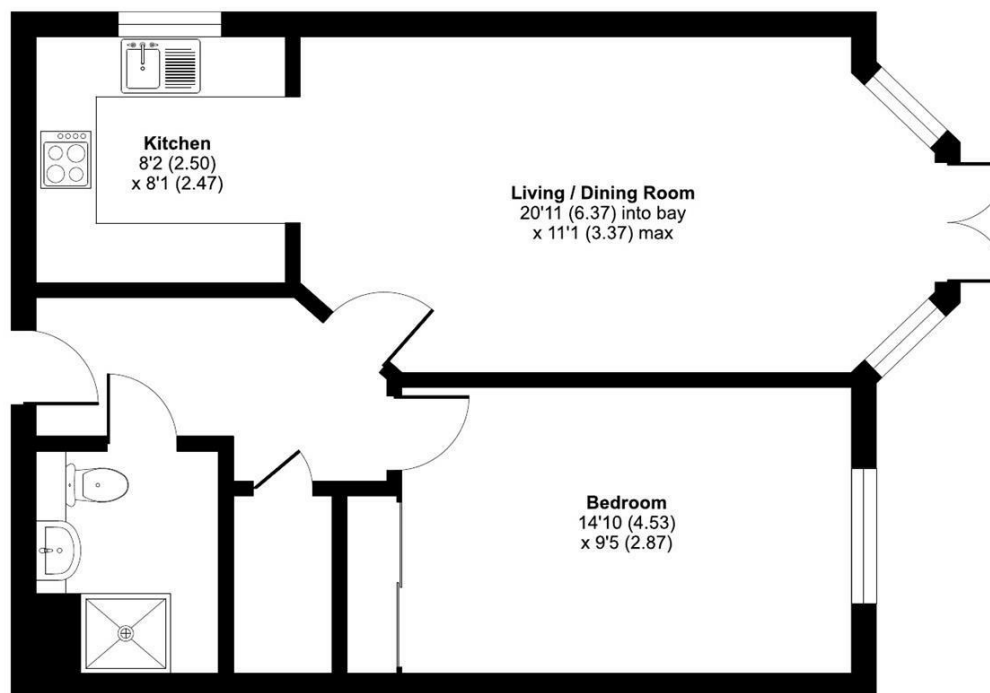 Kitchen
8'2 (2.50)
x 8'1 (2.47)
Living / Dining Room
20'11 (6.37) into bay
x 11'1 (3.37) max
Bedroom
14'10 (4.53)
x 9'5 (2.87)